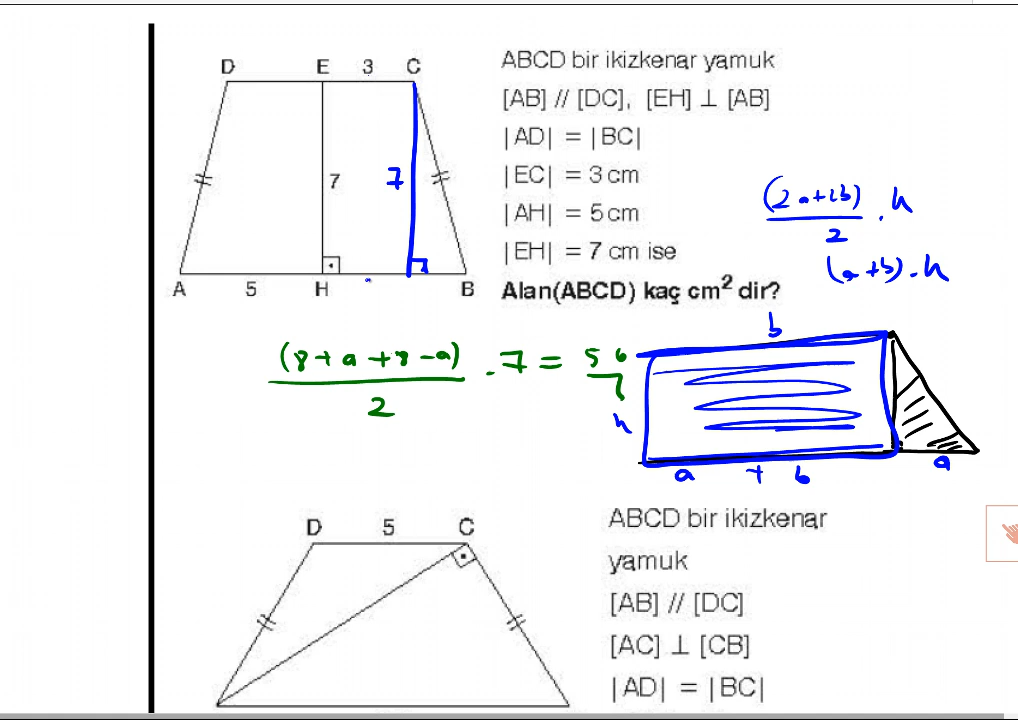 D E 3 C
7 7
A 5 H B
ABCD bir ikizkenar yamuk
[AB] // [DC], [EH] ⊥ [AB]
|AD| = |BC|
|EC| = 3 cm
|AH| = 5 cm
|EH| = 7 cm ise
Alan(ABCD) kaç cm² dir?
(2a+2b)/2 . h
(a+b).h
(8+a+8-a)/2 .7 = 56
b
h
a + b a
D 5 C
ABCD bir ikizkenar
yamuk
[AB] // [DC]
[AC] ⊥ [CB]
|AD| = |BC|